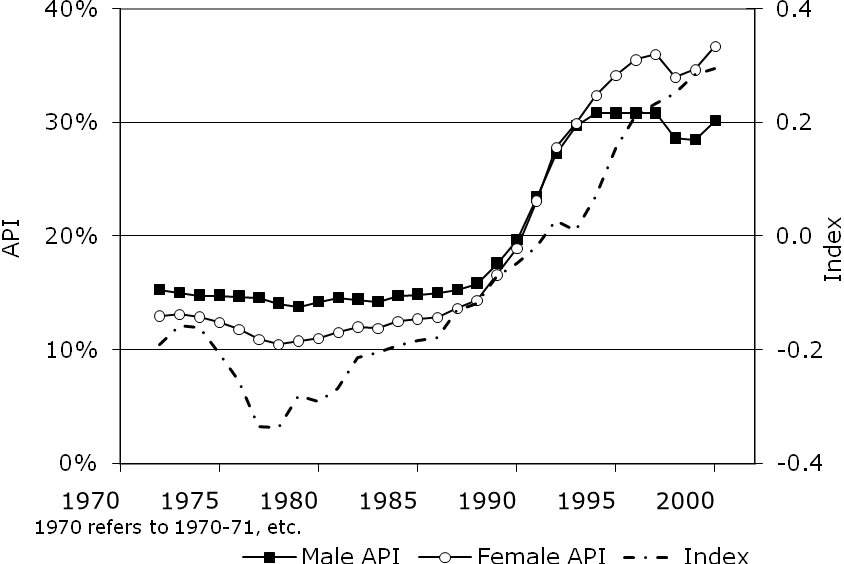 40%
30%
20%
10%
0%
API
0.4
0.2
0.0
-0.2
-0.4
Index
1970 1975 1980 1985 1990 1995 2000
1970 refers to 1970-71, etc.
Male API Female API Index